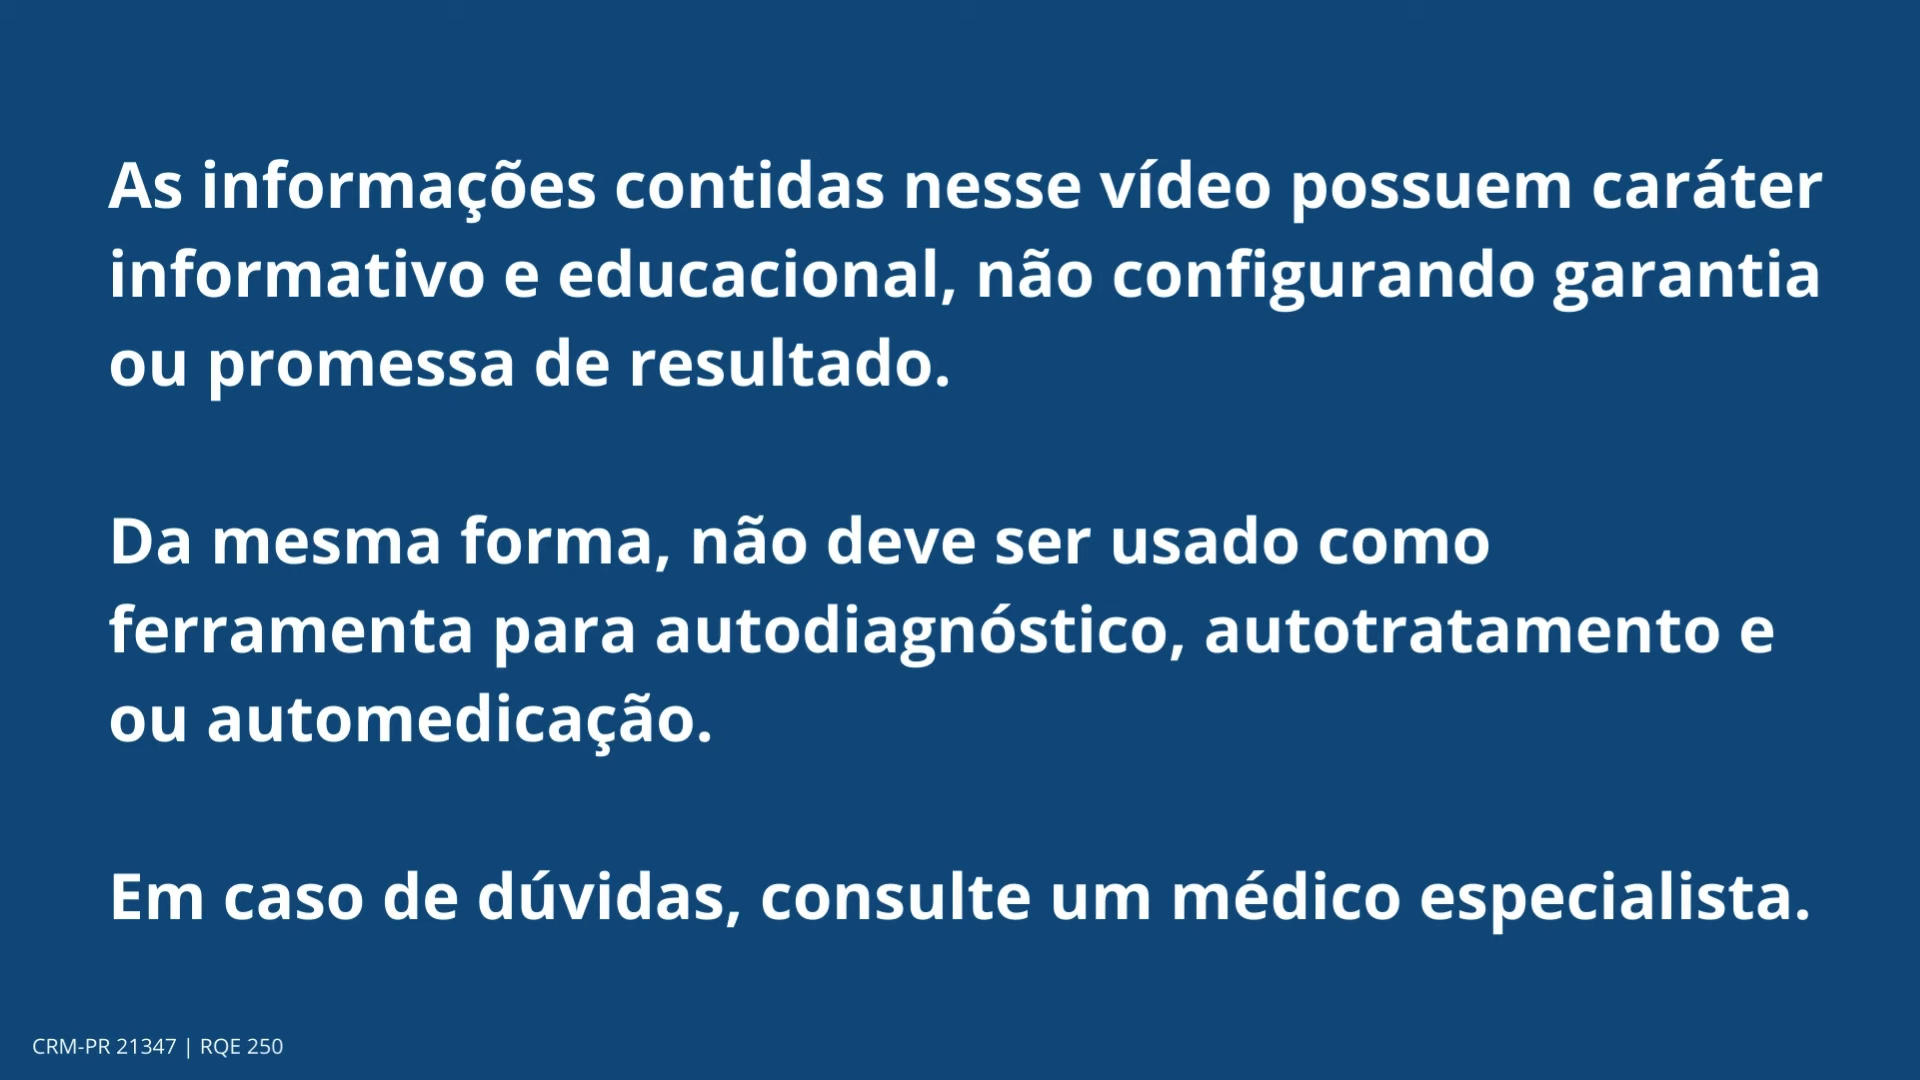 As informações contidas nesse vídeo possuem caráter
informativo e educacional, não configurando garantia
ou promessa de resultado.
Da mesma forma, não deve ser usado como
ferramenta para autodiagnóstico, autotratamento e
ou automedicação.
Em caso de dúvidas, consulte um médico especialista.
CRM-PR 21347 | RQE 250